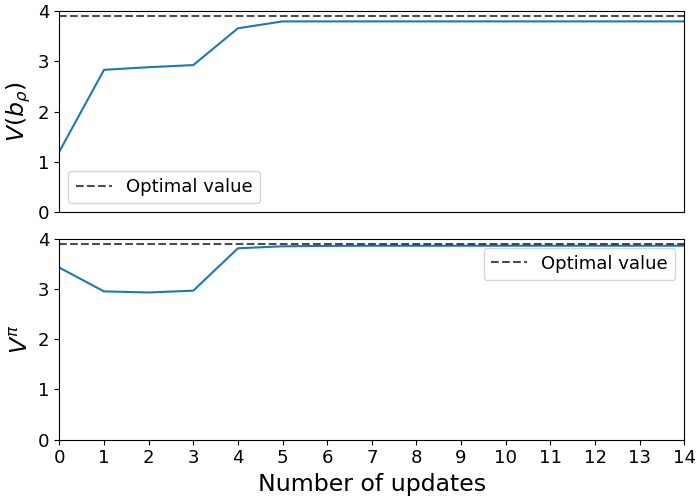 4
3
2
1
0
V(b_ρ)
Optimal value
4
3
2
1
0
V^π
Optimal value
0 1 2 3 4 5 6 7 8 9 10 11 12 13 14
Number of updates